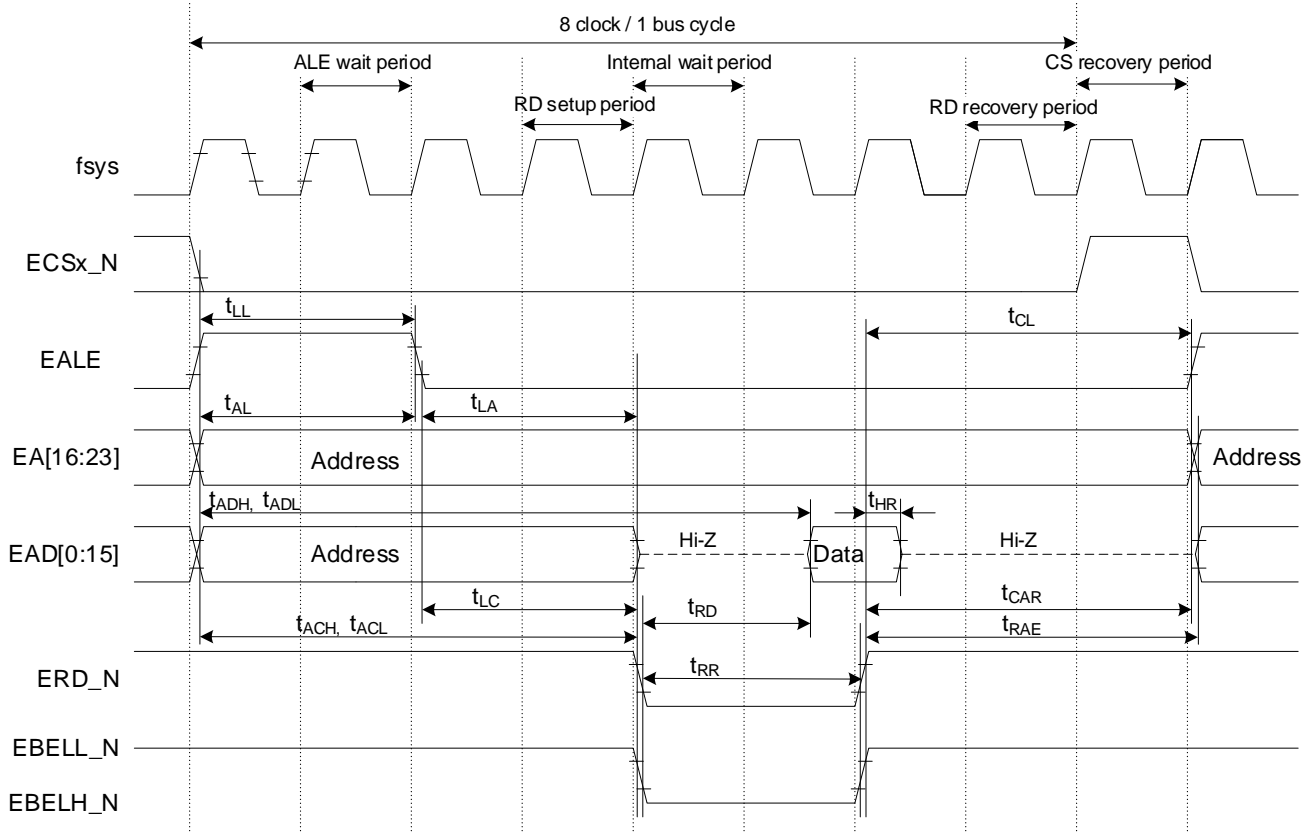 8 clock / 1 bus cycle
ALE wait period
Internal wait period
CS recovery period
RD setup period
RD recovery period
fsys
ECSx_N
tLL
tCL
EALE
tAL
tLA
EA[16:23]
Address
Address
tADH, tADL
tHR
EAD[0:15]
Address
Hi-Z
Data
Hi-Z
tLC
tRD
tCAR
tACH, tACL
tRAE
ERD_N
tRR
EBELL_N
EBELH_N